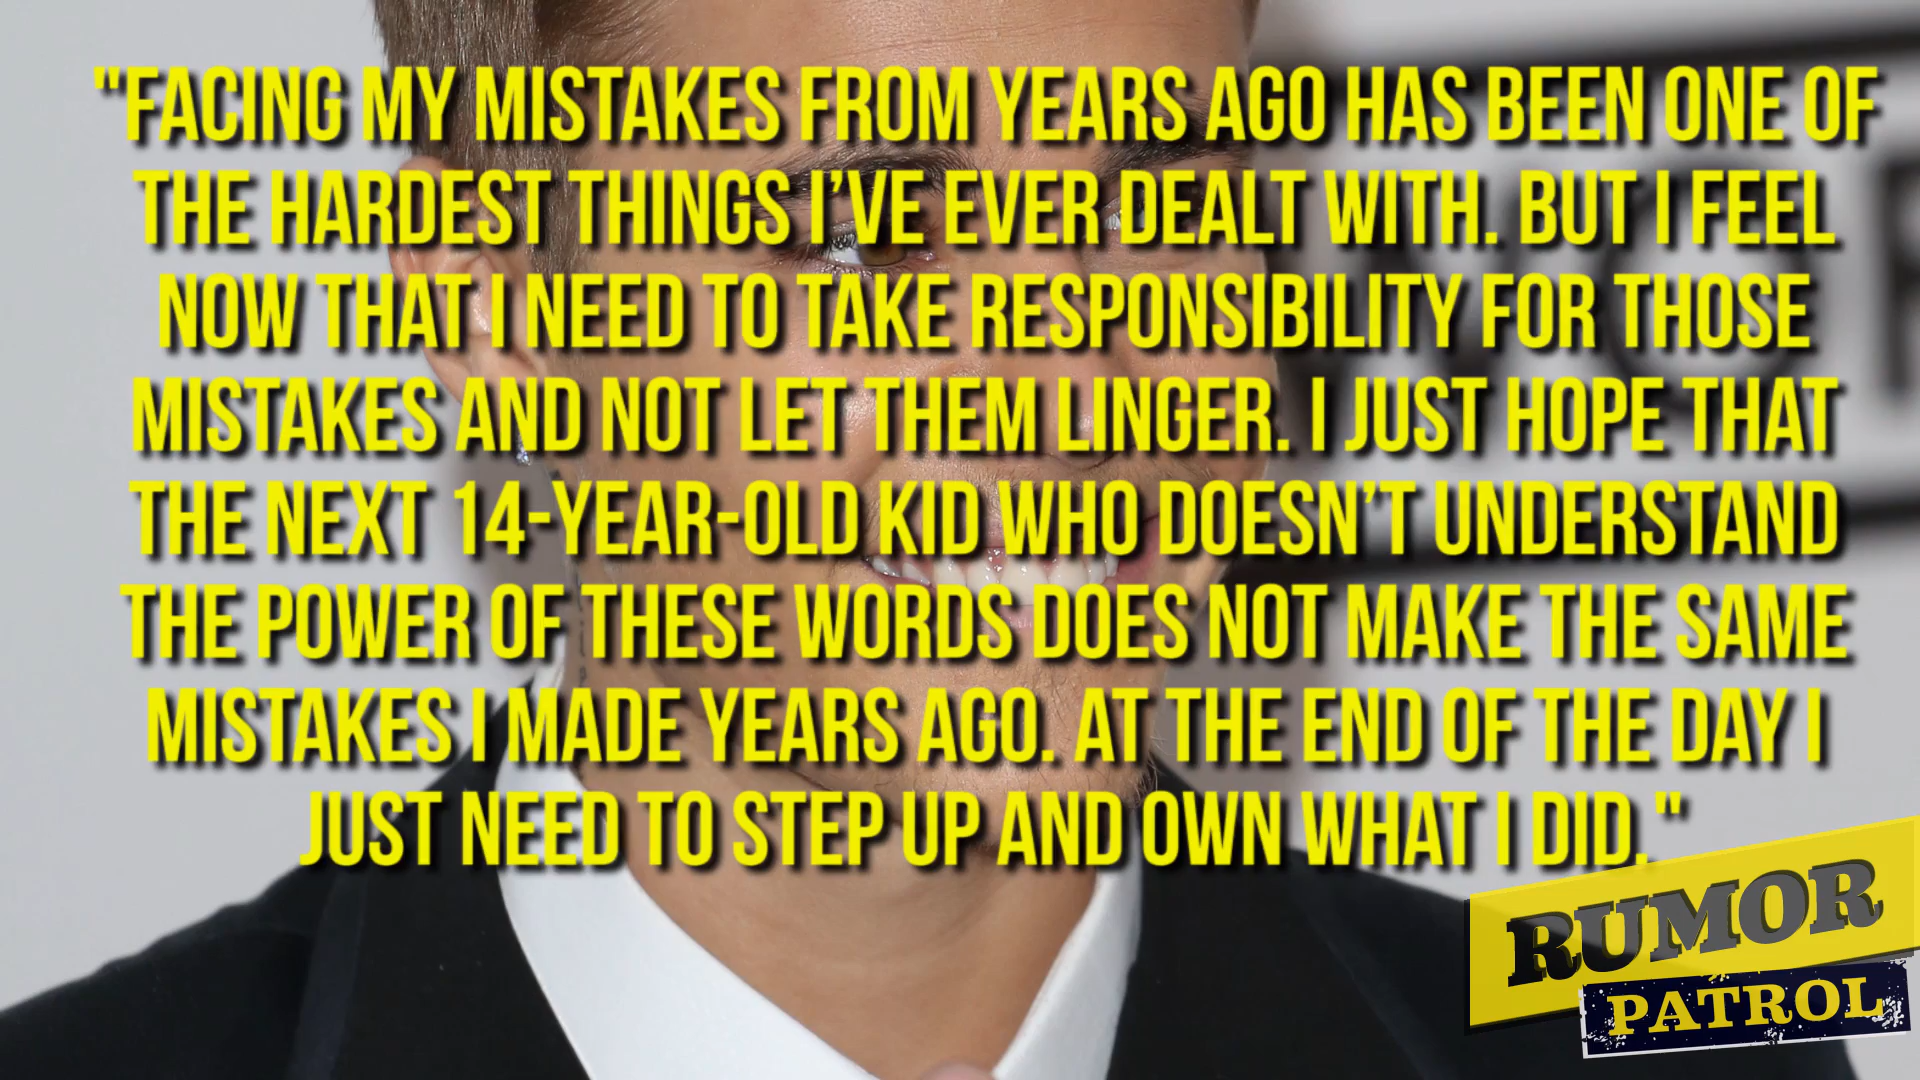 "FACING MY MISTAKES FROM YEARS AGO HAS BEEN ONE OF
THE HARDEST THINGS I’VE EVER DEALT WITH. BUT I FEEL
NOW THAT I NEED TO TAKE RESPONSIBILITY FOR THOSE
MISTAKES AND NOT LET THEM LINGER. I JUST HOPE THAT
THE NEXT 14-YEAR-OLD KID WHO DOESN’T UNDERSTAND
THE POWER OF THESE WORDS DOES NOT MAKE THE SAME
MISTAKES I MADE YEARS AGO. AT THE END OF THE DAY I
JUST NEED TO STEP UP AND OWN WHAT I DID."
RUMOR
PATROL